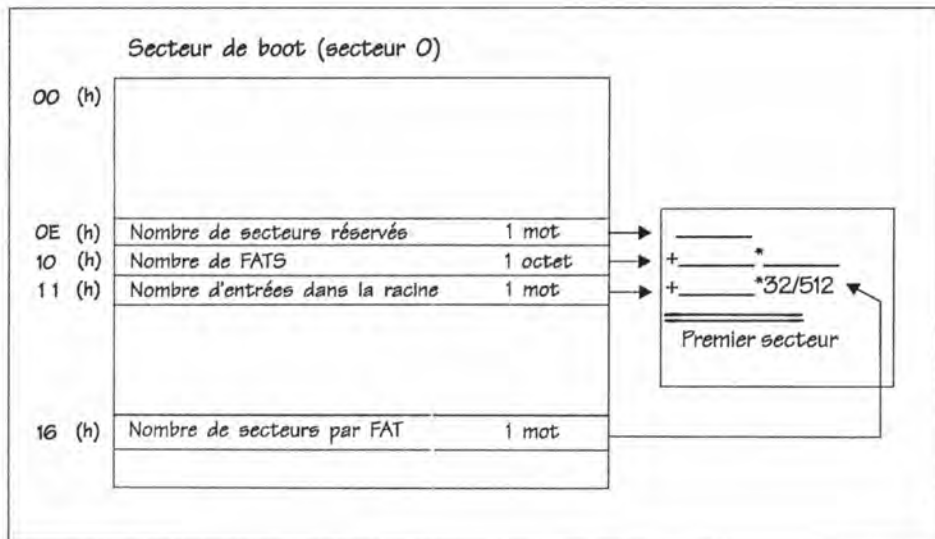 Secteur de boot (secteur 0)
00 (h)
0E (h) Nombre de secteurs réservés 1 mot
10 (h) Nombre de FATS 1 octet
11 (h) Nombre d'entrées dans la racine 1 mot
16 (h) Nombre de secteurs par FAT 1 mot
+ *
+ *32/512
Premier secteur